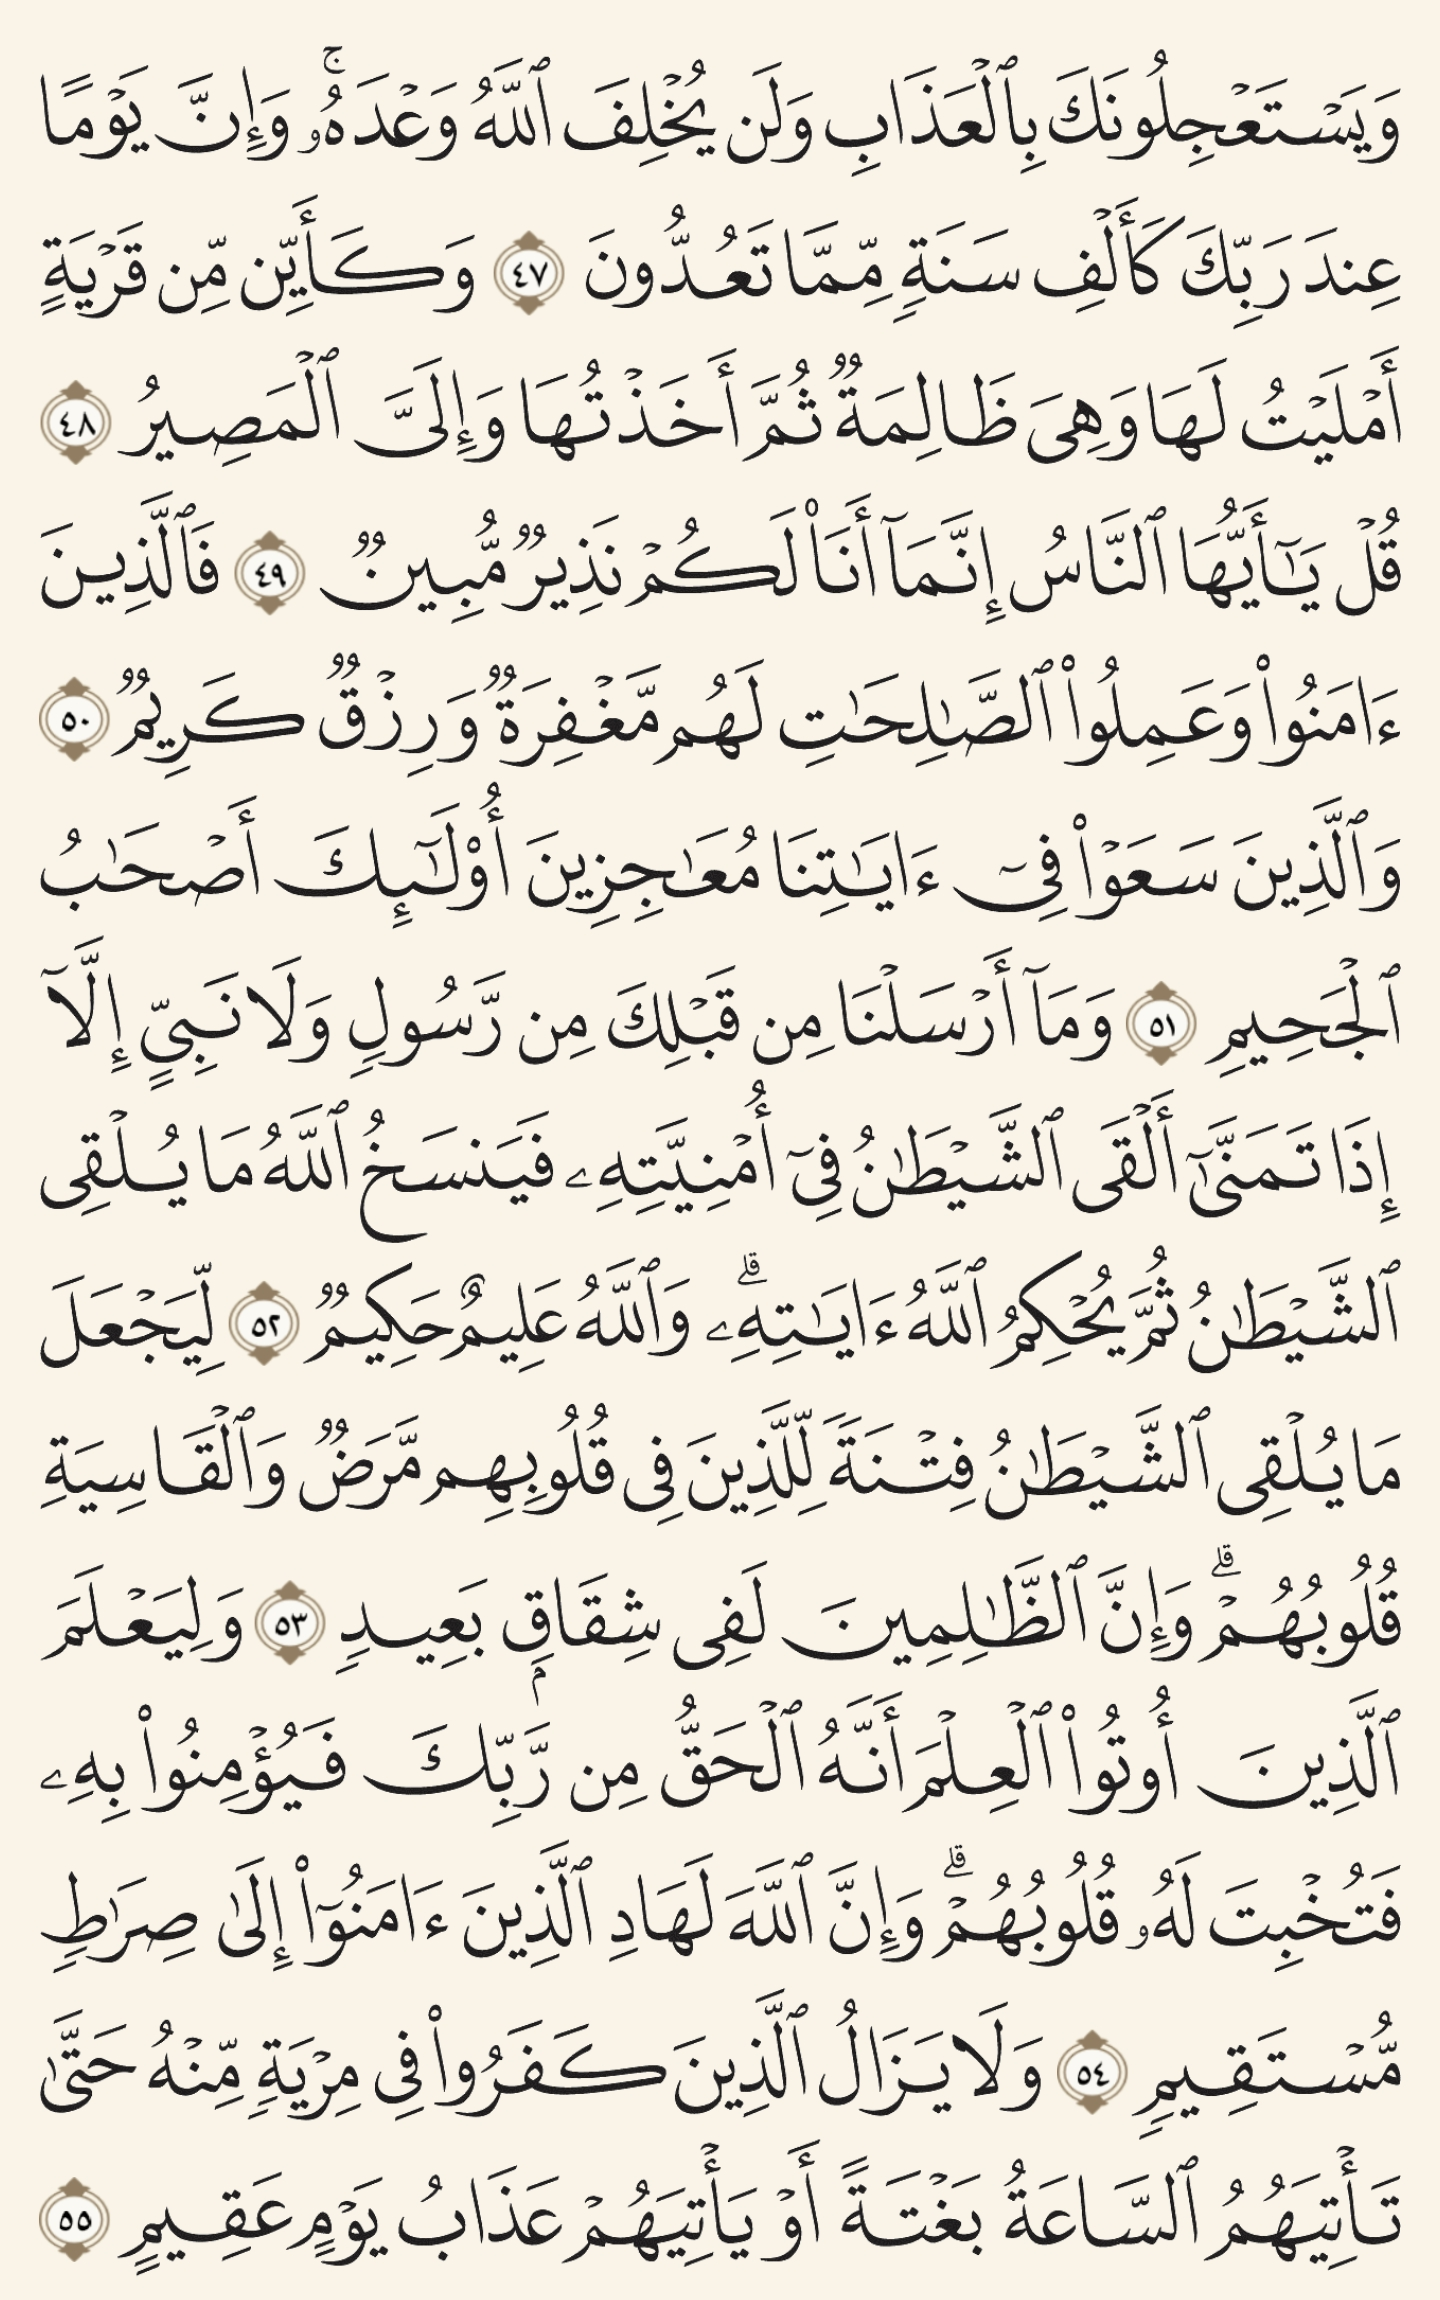 وَيَسْتَعْجِلُونَكَ بِٱلْعَذَابِ وَلَن يُخْلِفَ ٱللَّهُ وَعْدَهُۥۚ وَإِنَّ يَوْمًا
عِندَ رَبِّكَ كَأَلْفِ سَنَةٍ مِّمَّا تَعُدُّونَ ٤٧ وَكَأَيِّن مِّن قَرْيَةٍ
أَمْلَيْتُ لَهَا وَهِىَ ظَالِمَةٌ ثُمَّ أَخَذْتُهَا وَإِلَىَّ ٱلْمَصِيرُ ٤٨
قُلْ يَـٰٓأَيُّهَا ٱلنَّاسُ إِنَّمَآ أَنَا۠ لَكُمْ نَذِيرٌ مُّبِينٌ ٤٩ فَٱلَّذِينَ
ءَامَنُوا۟ وَعَمِلُوا۟ ٱلصَّـٰلِحَـٰتِ لَهُم مَّغْفِرَةٌ وَرِزْقٌ كَرِيمٌ ٥٠
وَٱلَّذِينَ سَعَوْا۟ فِىٓ ءَايَـٰتِنَا مُعَـٰجِزِينَ أُو۟لَـٰٓئِكَ أَصْحَـٰبُ
ٱلْجَحِيمِ ٥١ وَمَآ أَرْسَلْنَا مِن قَبْلِكَ مِن رَّسُولٍ وَلَا نَبِىٍّ إِلَّآ
إِذَا تَمَنَّىٰٓ أَلْقَى ٱلشَّيْطَـٰنُ فِىٓ أُمْنِيَّتِهِۦ فَيَنسَخُ ٱللَّهُ مَا يُلْقِى
ٱلشَّيْطَـٰنُ ثُمَّ يُحْكِمُ ٱللَّهُ ءَايَـٰتِهِۦۗ وَٱللَّهُ عَلِيمٌ حَكِيمٌ ٥٢ لِّيَجْعَلَ
مَا يُلْقِى ٱلشَّيْطَـٰنُ فِتْنَةً لِّلَّذِينَ فِى قُلُوبِهِم مَّرَضٌ وَٱلْقَاسِيَةِ
قُلُوبُهُمْۗ وَإِنَّ ٱلظَّـٰلِمِينَ لَفِى شِقَاقٍۭ بَعِيدٍ ٥٣ وَلِيَعْلَمَ
ٱلَّذِينَ أُوتُوا۟ ٱلْعِلْمَ أَنَّهُ ٱلْحَقُّ مِن رَّبِّكَ فَيُؤْمِنُوا۟ بِهِۦ
فَتُخْبِتَ لَهُۥ قُلُوبُهُمْۗ وَإِنَّ ٱللَّهَ لَهَادِ ٱلَّذِينَ ءَامَنُوٓا۟ إِلَىٰ صِرَٰطٍ
مُّسْتَقِيمٍ ٥٤ وَلَا يَزَالُ ٱلَّذِينَ كَفَرُوا۟ فِى مِرْيَةٍ مِّنْهُ حَتَّىٰ
تَأْتِيَهُمُ ٱلسَّاعَةُ بَغْتَةً أَوْ يَأْتِيَهُمْ عَذَابُ يَوْمٍ عَقِيمٍ ٥٥